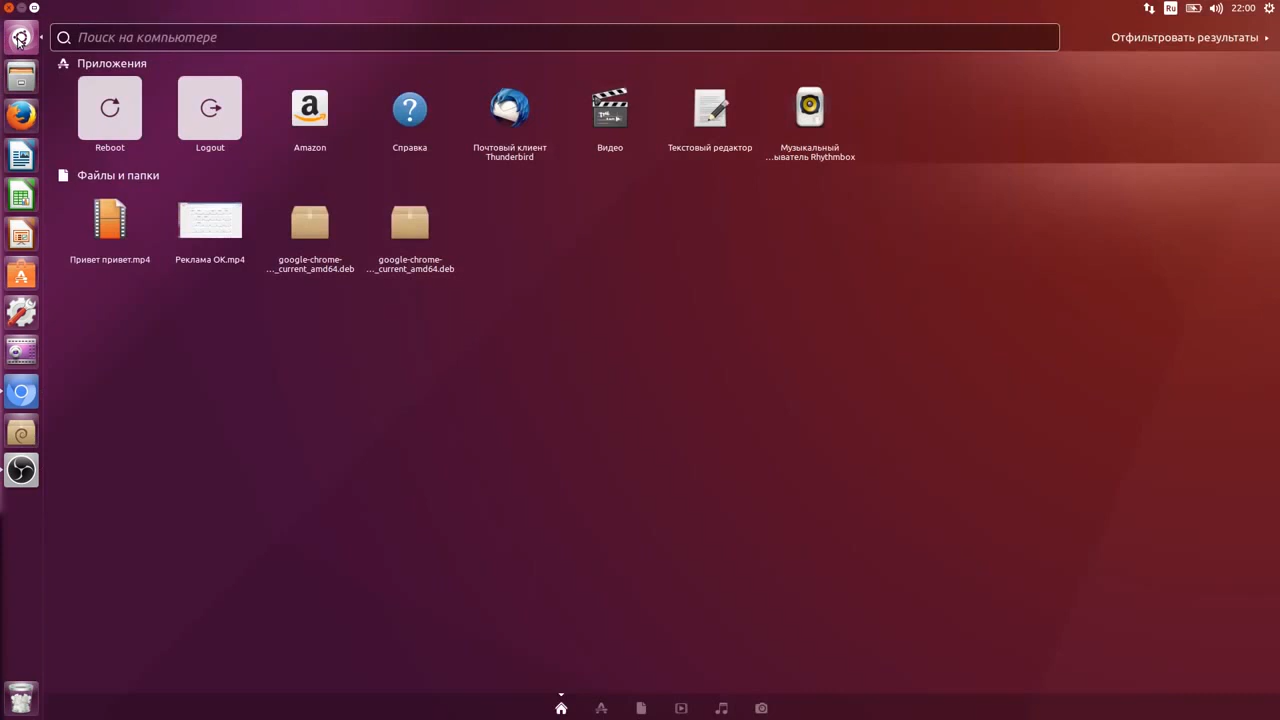 Ru
22:00
Поиск на компьютере
Отфильтровать результаты
Приложения
Reboot
Logout
Amazon
Справка
Почтовый клиент
Thunderbird
Видео
Текстовый редактор
Музыкальный
...ыватель Rhythmbox
Файлы и папки
Привет привет.mp4
Реклама OK.mp4
google-chrome-
..._current_amd64.deb
google-chrome-
..._current_amd64.deb